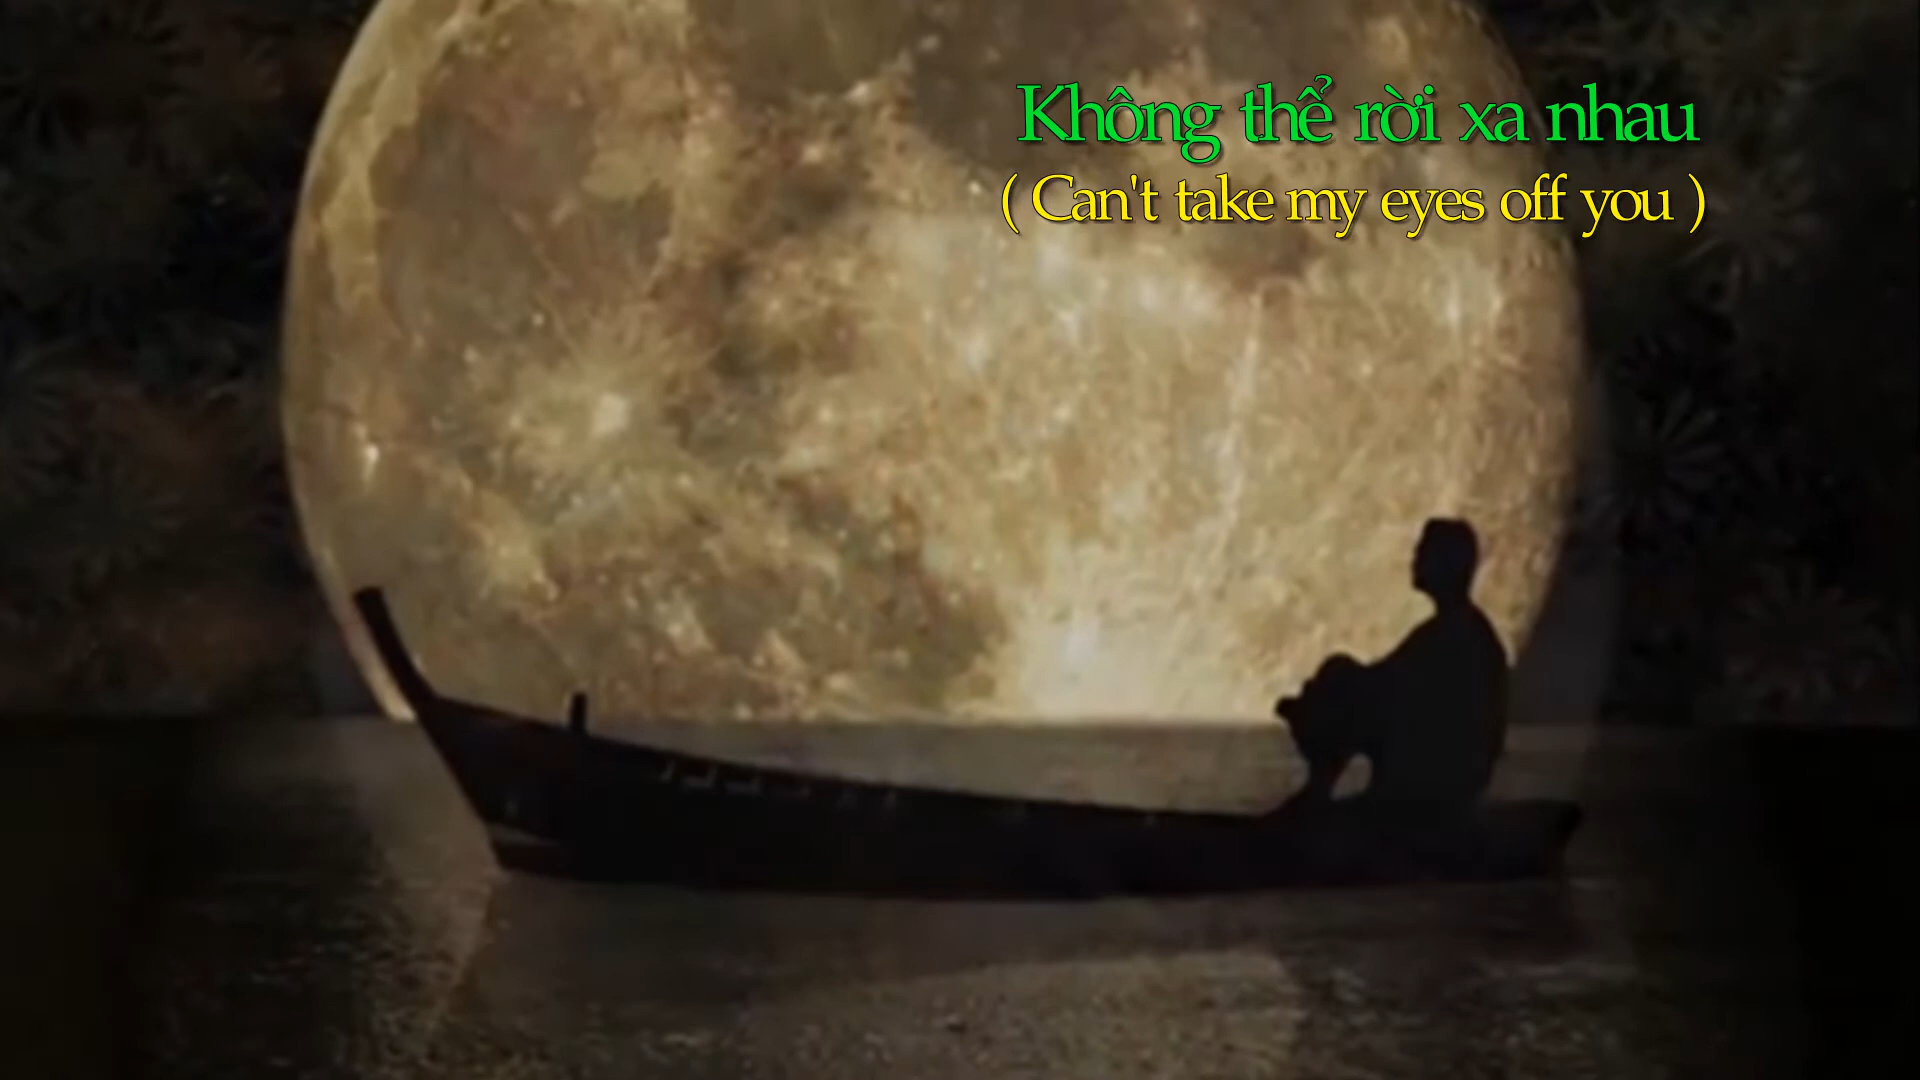 Không thể rời xa nhau
( Can't take my eyes off you )